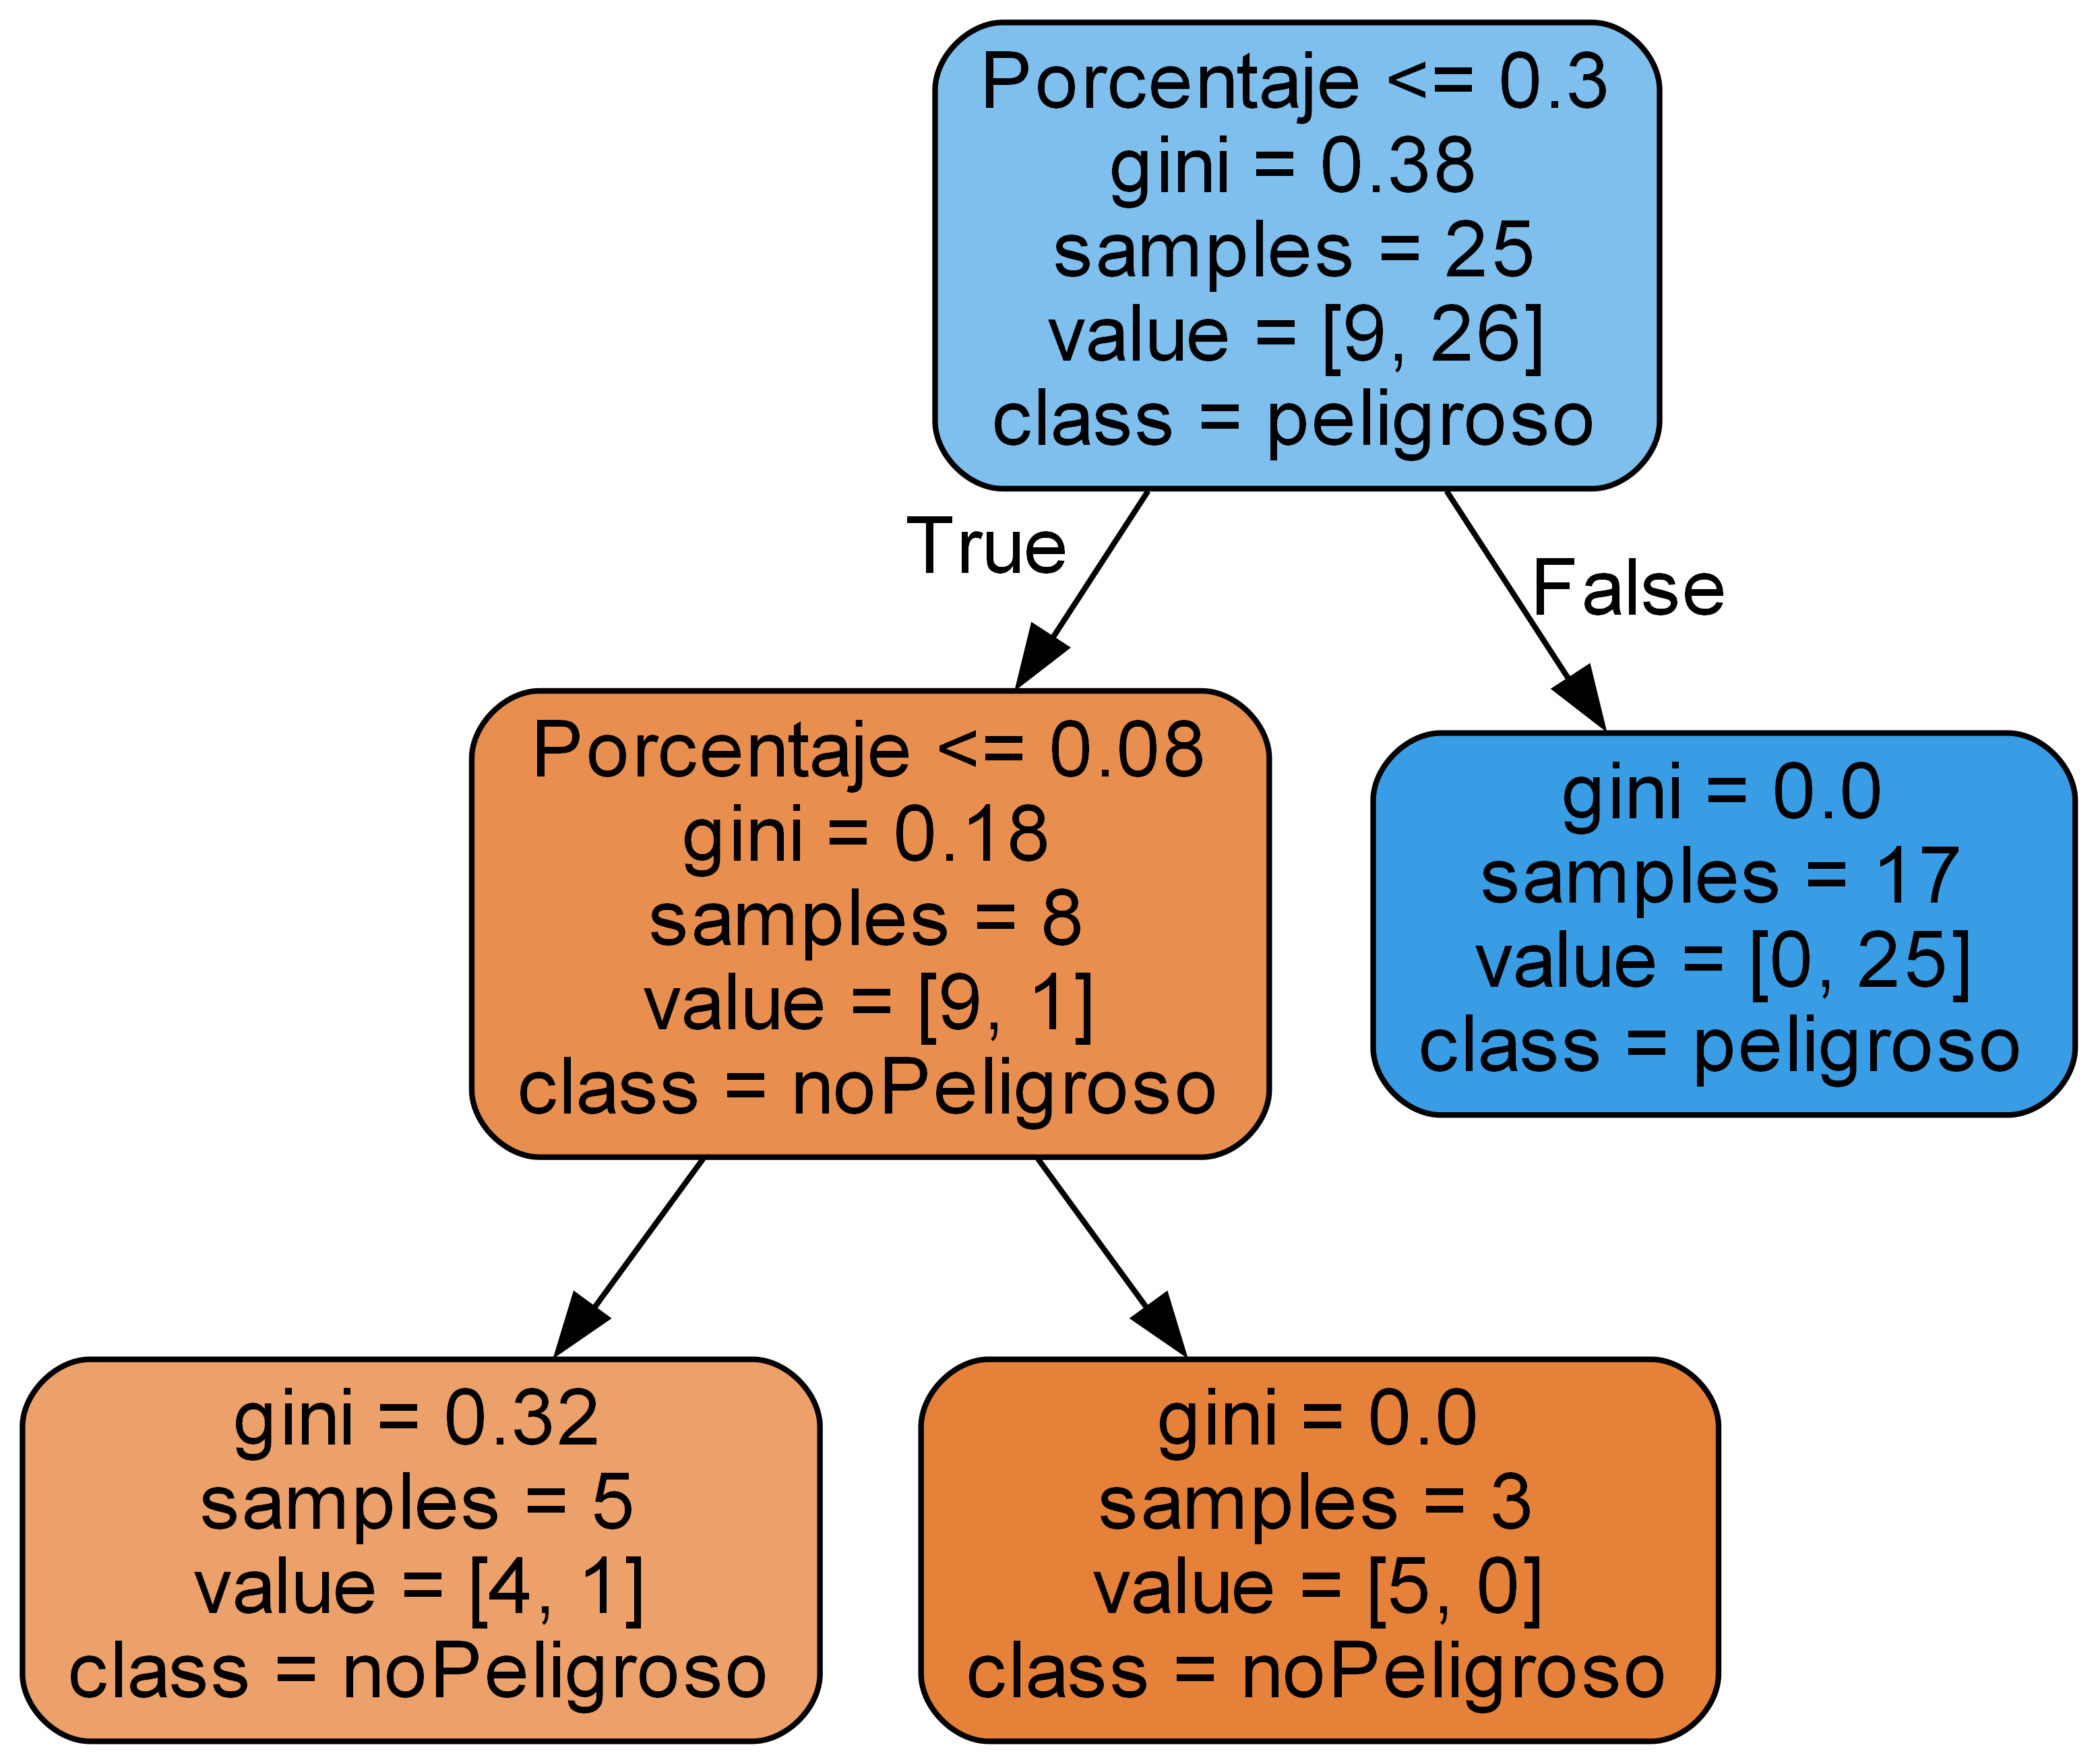 Porcentaje <= 0.3
gini = 0.38
samples = 25
value = [9, 26]
class = peligroso
True
False
Porcentaje <= 0.08
gini = 0.18
samples = 8
value = [9, 1]
class = noPeligroso
gini = 0.0
samples = 17
value = [0, 25]
class = peligroso
gini = 0.32
samples = 5
value = [4, 1]
class = noPeligroso
gini = 0.0
samples = 3
value = [5, 0]
class = noPeligroso